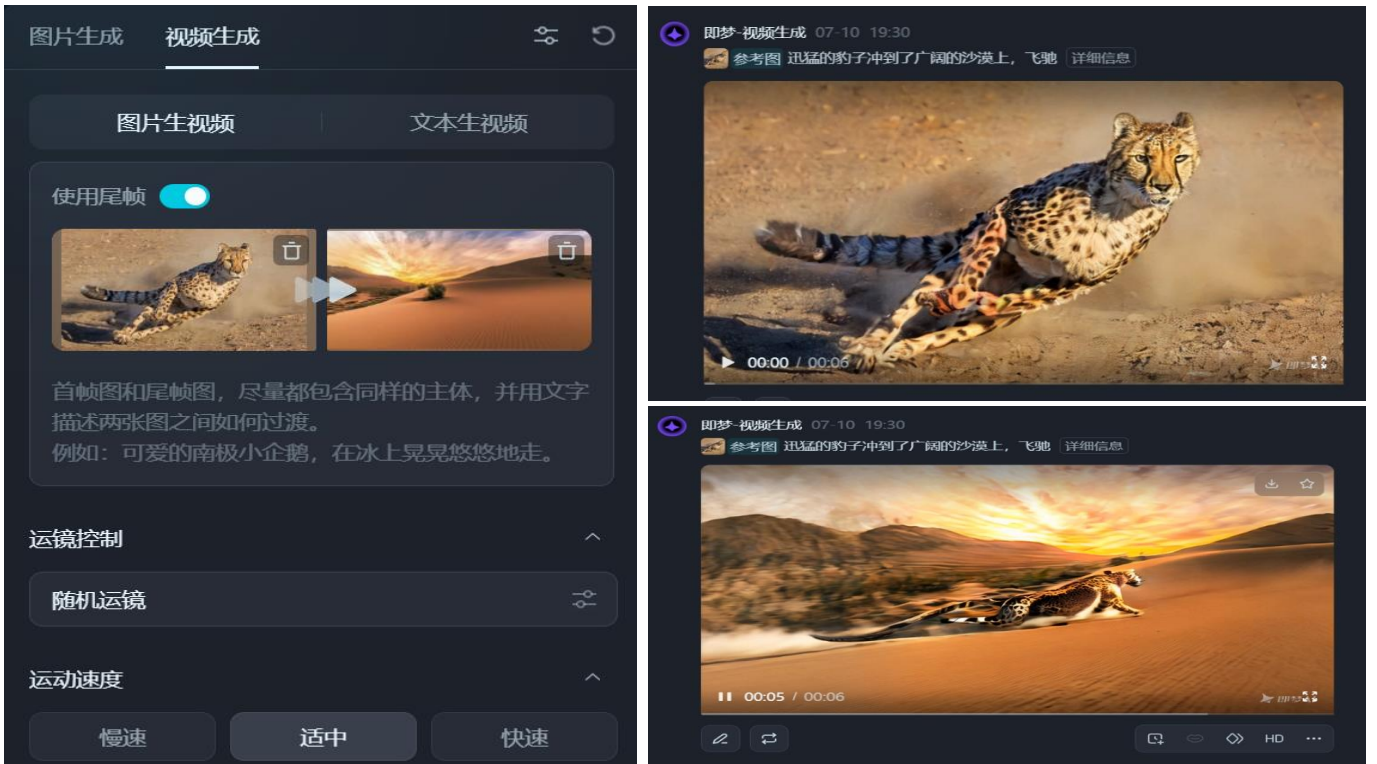 图片生成 视频生成
图片生视频 文本生视频
使用尾帧
首帧图和尾帧图，尽量都包含同样的主体，并用文字
描述两张图之间如何过渡。
例如：可爱的南极小企鹅，在冰上晃晃悠悠地走。
运镜控制
随机运镜
运动速度
慢速 适中 快速
即梦-视频生成 07-10 19:30
参考图 迅猛的豹子冲到了广阔的沙漠上，飞驰 详细信息
00:00 / 00:06
即梦-视频生成 07-10 19:30
参考图 迅猛的豹子冲到了广阔的沙漠上，飞驰 详细信息
00:05 / 00:06
HD